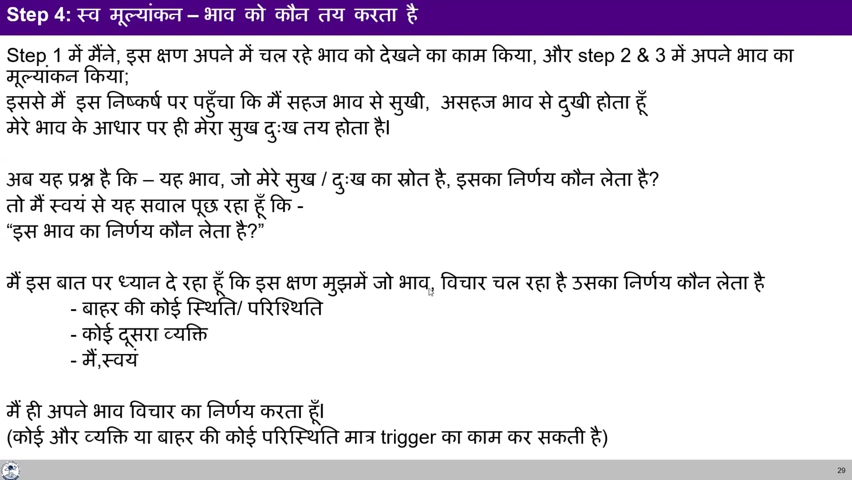 Step 4: स्व मूल्यांकन – भाव को कौन तय करता है
Step 1 में मैंने, इस क्षण अपने में चल रहे भाव को देखने का काम किया, और step 2 & 3 में अपने भाव का
मूल्यांकन किया;
इससे मैं इस निष्कर्ष पर पहुँचा कि मैं सहज भाव से सुखी, असहज भाव से दुखी होता हूँ
मेरे भाव के आधार पर ही मेरा सुख दुःख तय होता है।
अब यह प्रश्न है कि – यह भाव, जो मेरे सुख / दुःख का स्रोत है, इसका निर्णय कौन लेता है?
तो मैं स्वयं से यह सवाल पूछ रहा हूँ कि -
“इस भाव का निर्णय कौन लेता है?”
मैं इस बात पर ध्यान दे रहा हूँ कि इस क्षण मुझमें जो भाव, विचार चल रहा है उसका निर्णय कौन लेता है
- बाहर की कोई स्थिति/ परिश्थिति
- कोई दूसरा व्यक्ति
- मैं,स्वयं
मैं ही अपने भाव विचार का निर्णय करता हूँ।
(कोई और व्यक्ति या बाहर की कोई परिस्थिति मात्र trigger का काम कर सकती है)
29